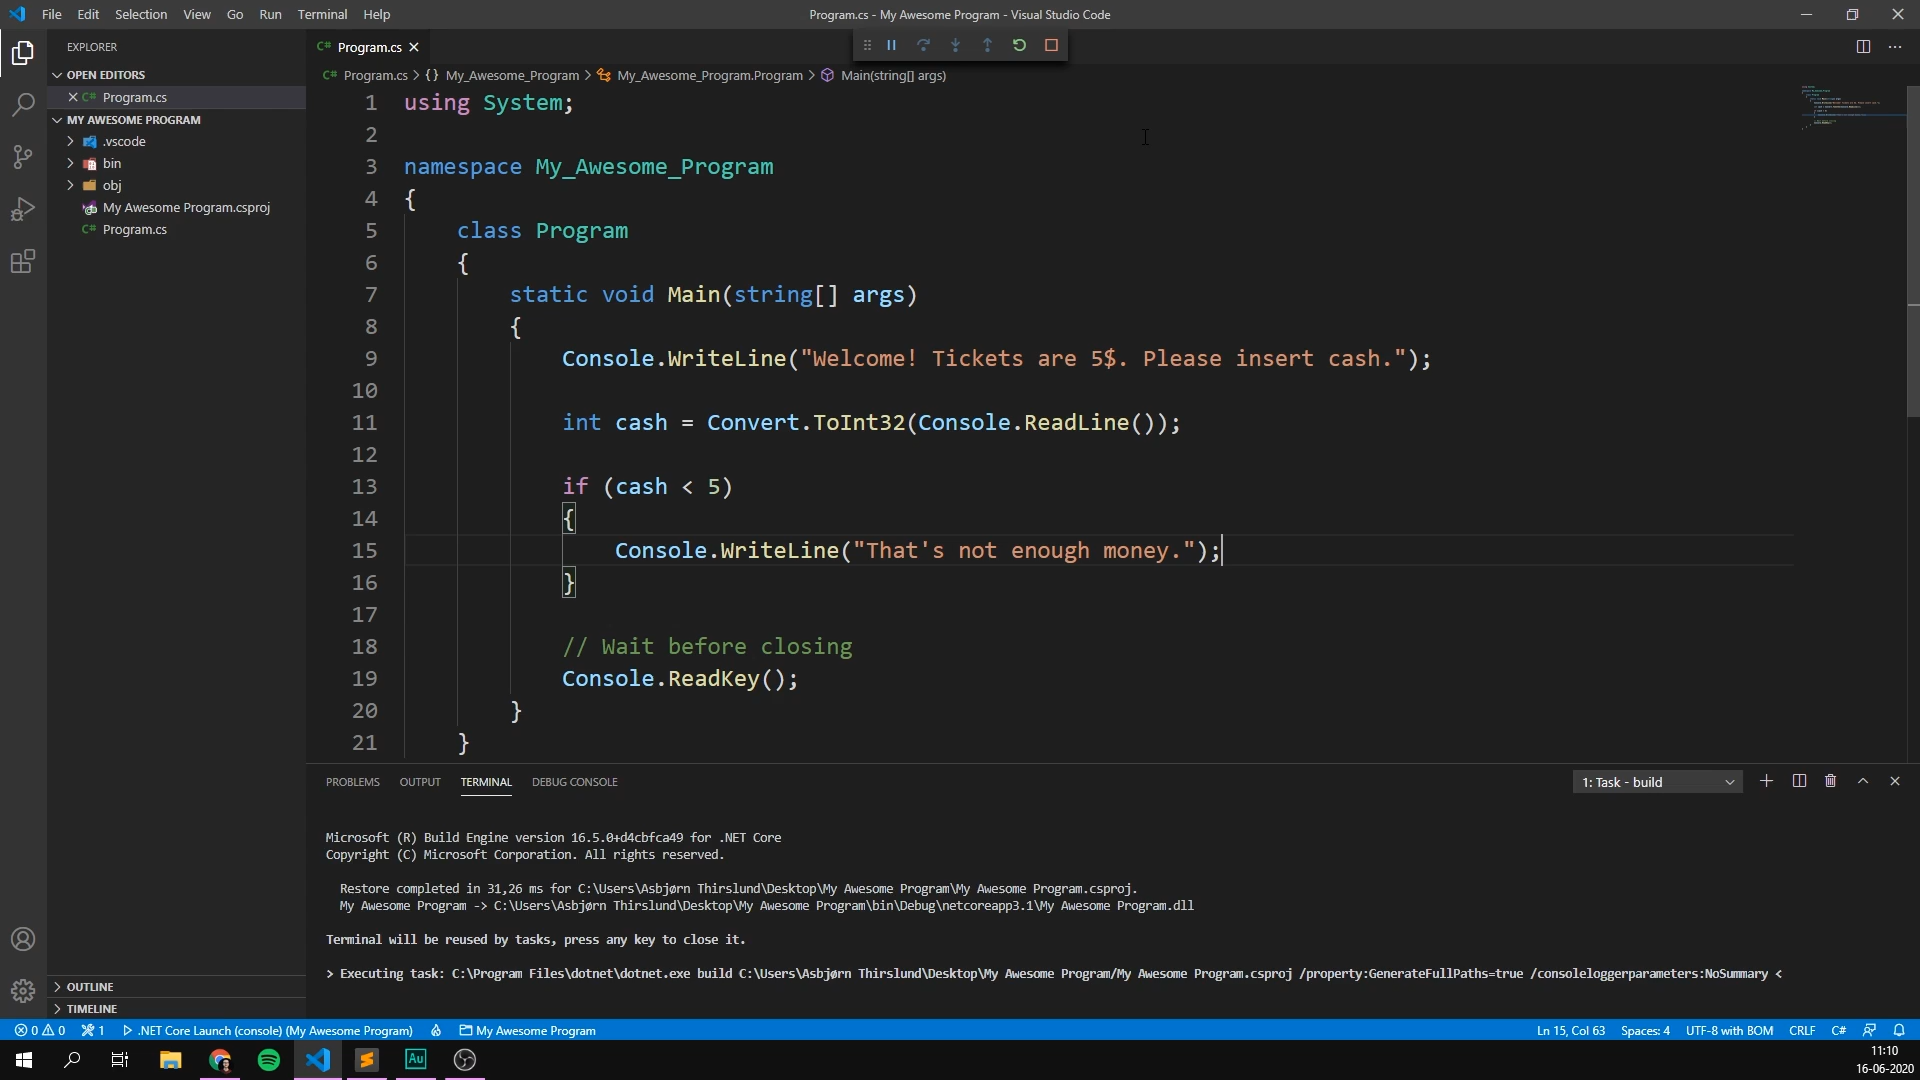 File Edit Selection View Go Run Terminal Help
Program.cs - My Awesome Program - Visual Studio Code
EXPLORER
OPEN EDITORS
C# Program.cs
MY AWESOME PROGRAM
.vscode
bin
obj
My Awesome Program.csproj
C# Program.cs
OUTLINE
TIMELINE
C# Program.cs
C# Program.cs > {} My_Awesome_Program > My_Awesome_Program.Program > Main(string[] args)
1 using System;
2
3 namespace My_Awesome_Program
4 {
5 class Program
6 {
7 static void Main(string[] args)
8 {
9 Console.WriteLine("Welcome! Tickets are 5$. Please insert cash.");
10
11 int cash = Convert.ToInt32(Console.ReadLine());
12
13 if (cash < 5)
14 {
15 Console.WriteLine("That's not enough money.");
16 }
17
18 // Wait before closing
19 Console.ReadKey();
20 }
21 }
PROBLEMS OUTPUT TERMINAL DEBUG CONSOLE
1: Task - build
Microsoft (R) Build Engine version 16.5.0+d4cbfca49 for .NET Core
Copyright (C) Microsoft Corporation. All rights reserved.
Restore completed in 31,26 ms for C:\Users\Asbjørn Thirslund\Desktop\My Awesome Program\My Awesome Program.csproj.
My Awesome Program -> C:\Users\Asbjørn Thirslund\Desktop\My Awesome Program\bin\Debug\netcoreapp3.1\My Awesome Program.dll
Terminal will be reused by tasks, press any key to close it.
> Executing task: C:\Program Files\dotnet\dotnet.exe build C:\Users\Asbjørn Thirslund\Desktop\My Awesome Program/My Awesome Program.csproj /property:GenerateFullPaths=true /consoleloggerparameters:NoSummary <
0 0 1 .NET Core Launch (console) (My Awesome Program) My Awesome Program
Ln 15, Col 63 Spaces: 4 UTF-8 with BOM CRLF C#
Au
11:10
16-06-2020